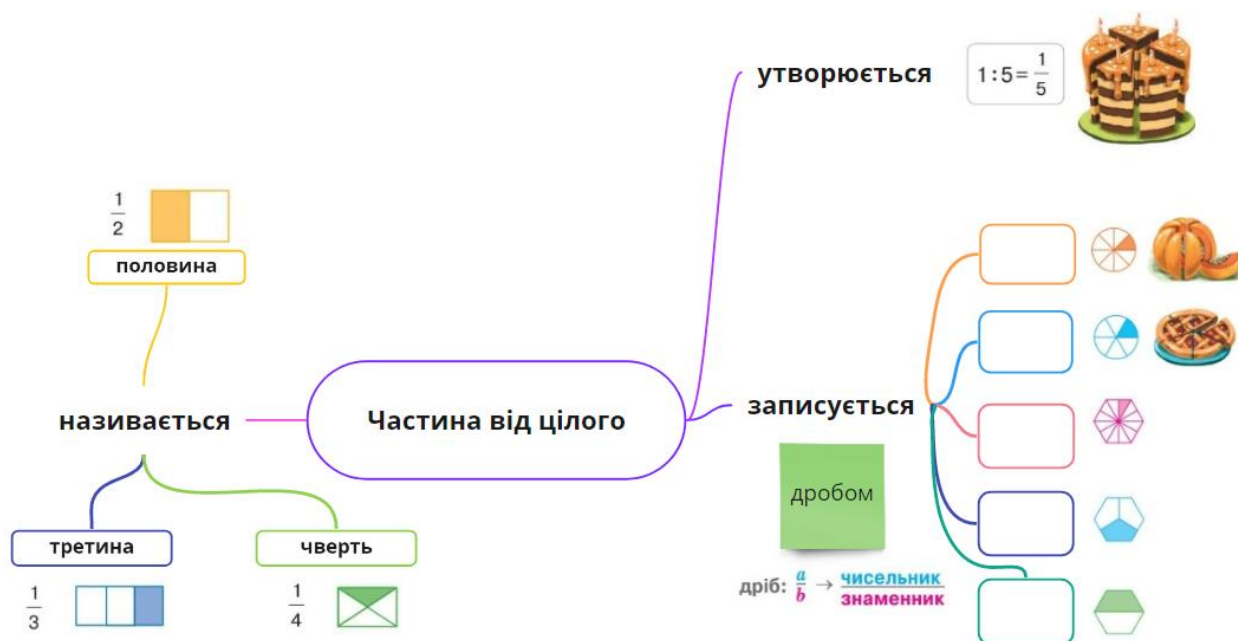 утворюється
1:5=1/5
1/2
половина
називається
Частина від цілого
записується
дробом
третина
чверть
1/3
1/4
дріб: a/b → чисельник/знаменник